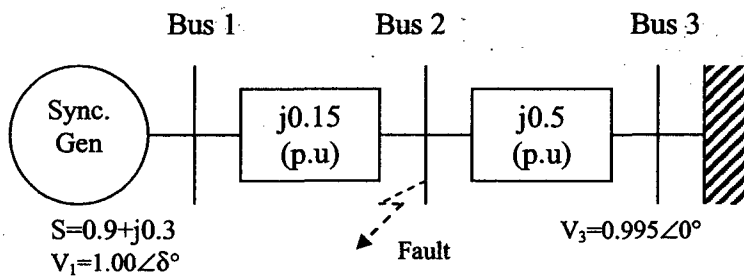 Bus 1
Bus 2
Bus 3
Sync.
Gen
j0.15
(p.u)
j0.5
(p.u)
S=0.9+j0.3
V₁=1.00∠δ°
Fault
V₃=0.995∠0°